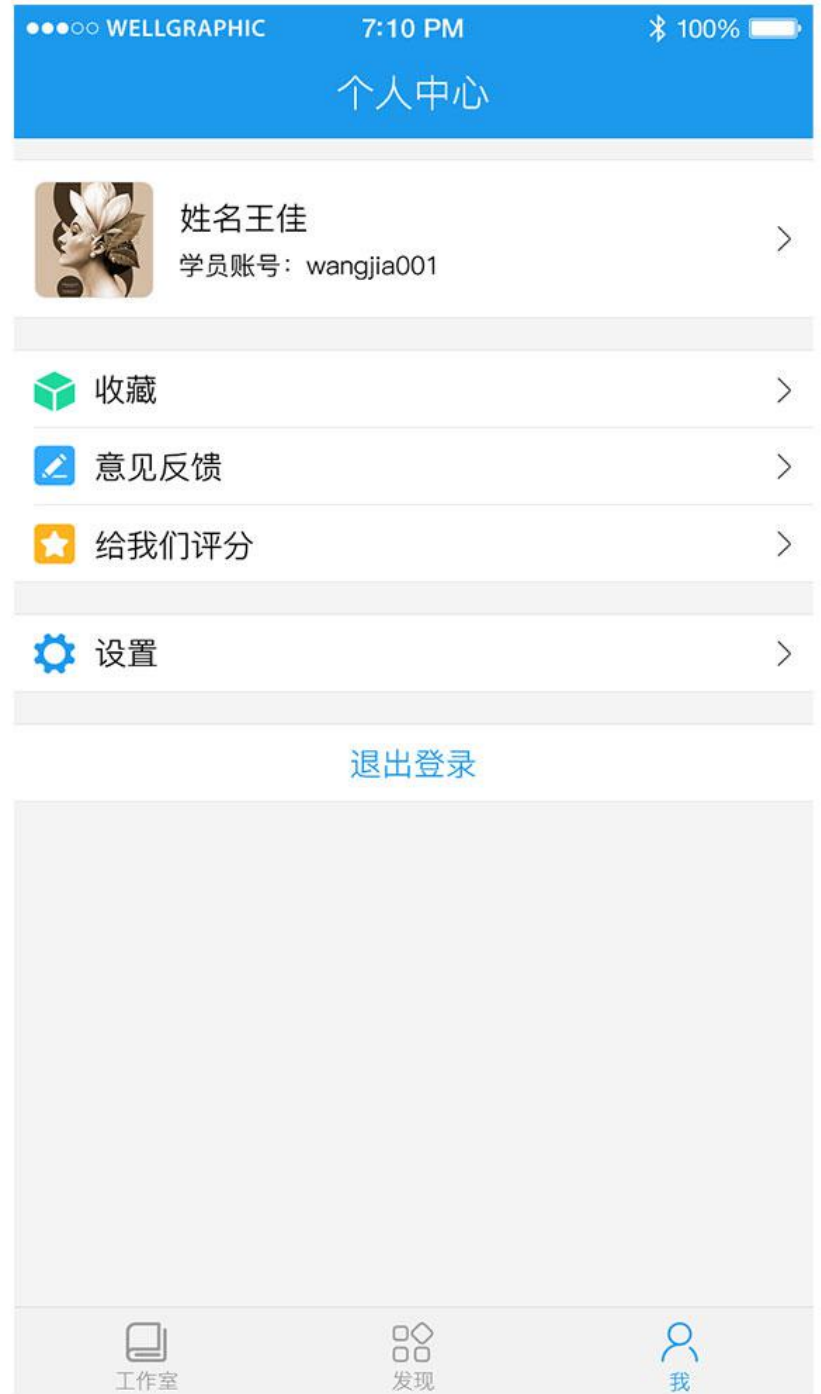 WELLGRAPHIC 7:10 PM 100%
个人中心
姓名王佳
学员账号：wangjia001
收藏
意见反馈
给我们评分
设置
退出登录
工作室 发现 我